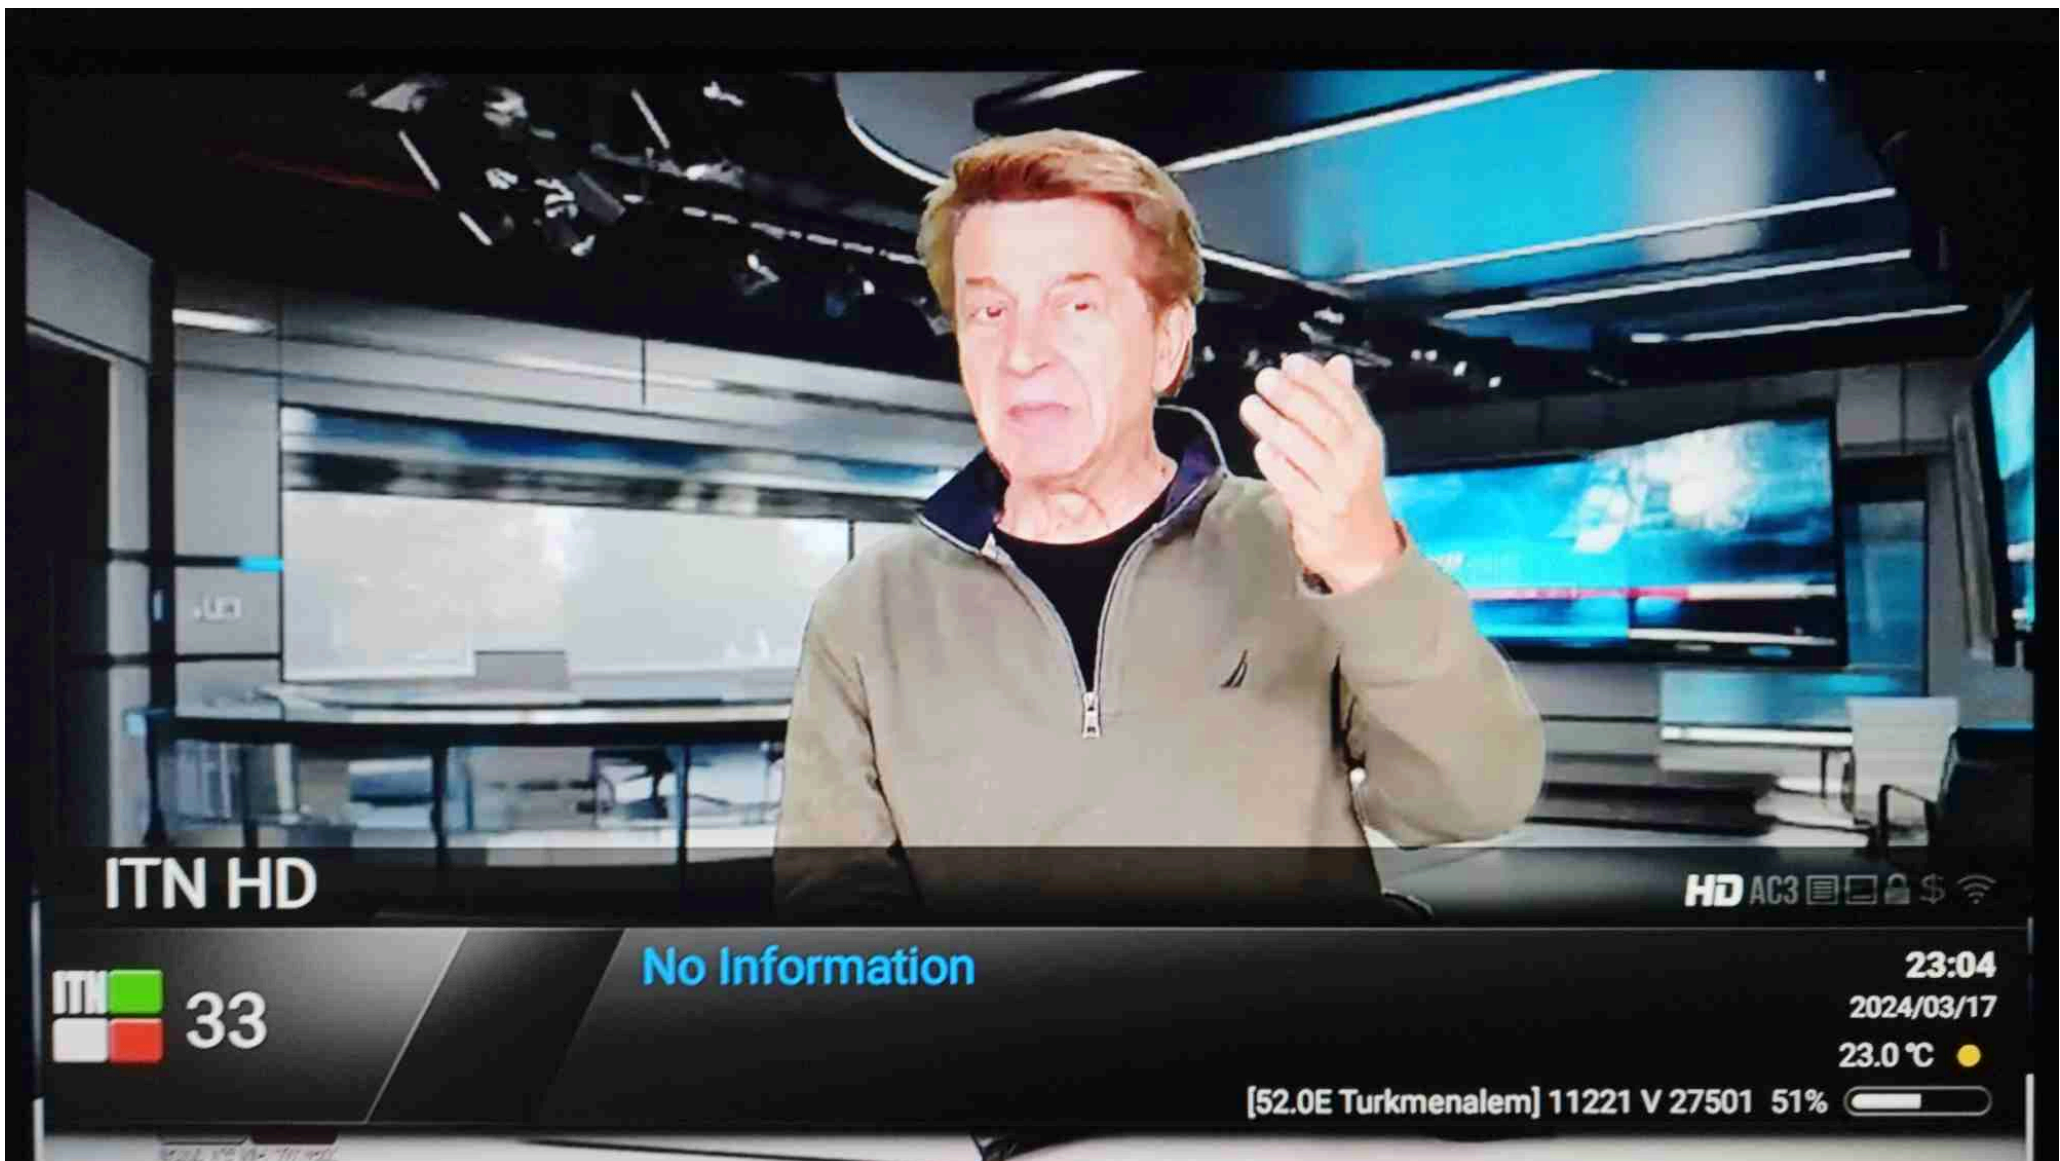 ITN HD
HD AC3 $
ITN
33
No Information
23:04
2024/03/17
23.0 °C
[52.0E Turkmenalem] 11221 V 27501 51%